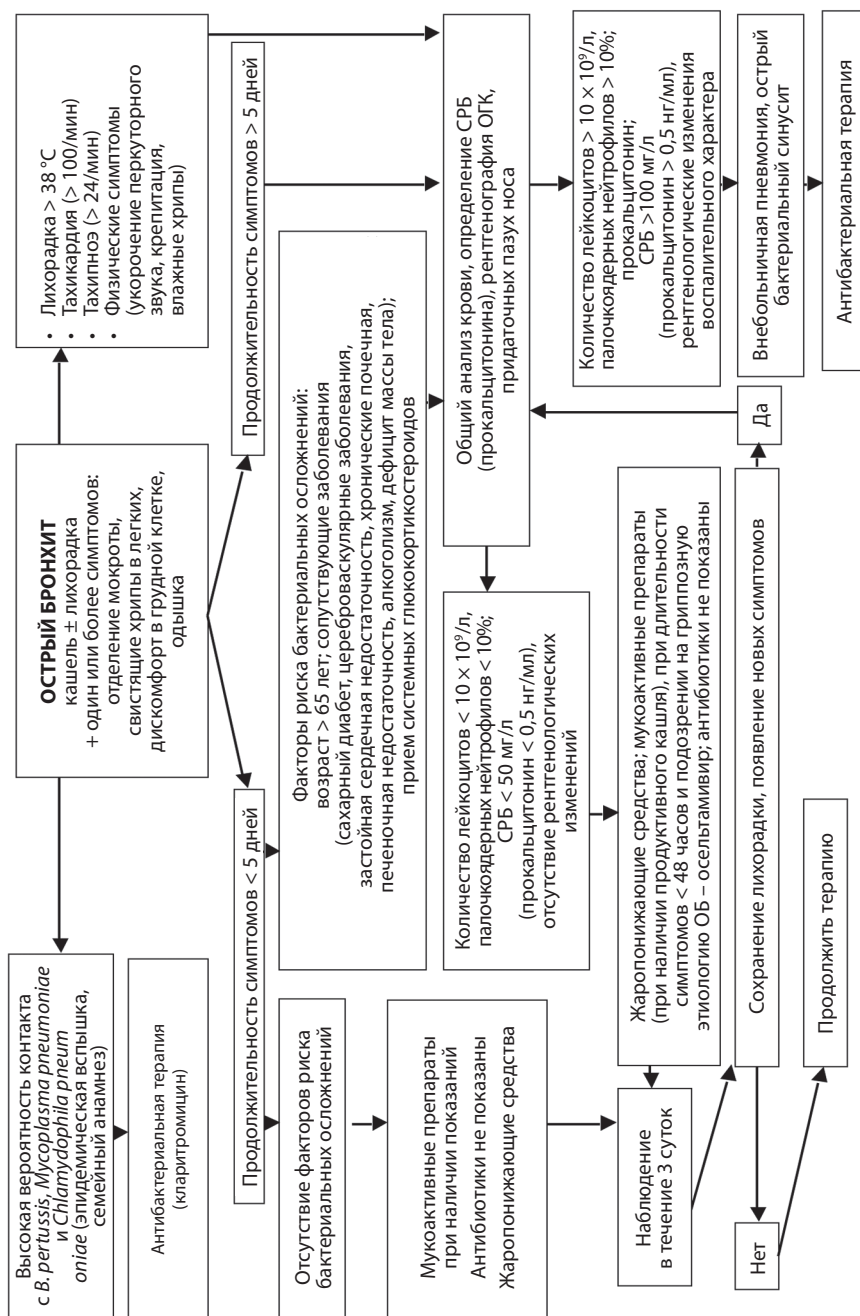 ОСТРЫЙ БРОНХИТ
кашель ± лихорадка
+ один или более симптомов:
отделение мокроты,
свистящие хрипы в легких,
дискомфорт в грудной клетке,
одышка
Высокая вероятность контакта
с B. pertussis, Mycoplasma pneumoniae
и Chlamydophila pneum
oniae (эпидемическая вспышка,
семейный анамнез)
Антибактериальная терапия
(кларитромицин)
• Лихорадка > 38 °C
• Тахикардия (> 100/мин)
• Тахипноэ (> 24/мин)
• Физические симптомы
(укорочение перкуторного
звука, крепитация,
влажные хрипы)
Продолжительность симптомов < 5 дней
Продолжительность симптомов > 5 дней
Отсутствие факторов риска
бактериальных осложнений
Факторы риска бактериальных осложнений:
возраст > 65 лет; сопутствующие заболевания
(сахарный диабет, цереброваскулярные заболевания,
застойная сердечная недостаточность, хронические почечная,
печеночная недостаточность, алкоголизм, дефицит массы тела);
прием системных глюкокортикостероидов
Мукоактивные препараты
при наличии показаний
Антибиотики не показаны
Жаропонижающие средства
Количество лейкоцитов < 10 × 10⁹/л,
палочкоядерных нейтрофилов < 10%;
СРБ < 50 мг/л
(прокальцитонин < 0,5 нг/мл),
отсутствие рентгенологических
изменений
Общий анализ крови, определение СРБ
(прокальцитонина), рентгенография ОГК,
придаточных пазух носа
Количество лейкоцитов > 10 × 10⁹/л,
палочкоядерных нейтрофилов > 10%;
прокальцитонин;
СРБ >100 мг/л
(прокальцитонин > 0,5 нг/мл),
рентгенологические изменения
воспалительного характера
Наблюдение
в течение 3 суток
Жаропонижающие средства; мукоактивные препараты
(при наличии продуктивного кашля), при длительности
симптомов < 48 часов и подозрении на гриппозную
этиологию ОБ – осельтамивир; антибиотики не показаны
Внебольничная пневмония, острый
бактериальный синусит
Нет
Сохранение лихорадки, появление новых симптомов
Да
Продолжить терапию
Антибактериальная терапия